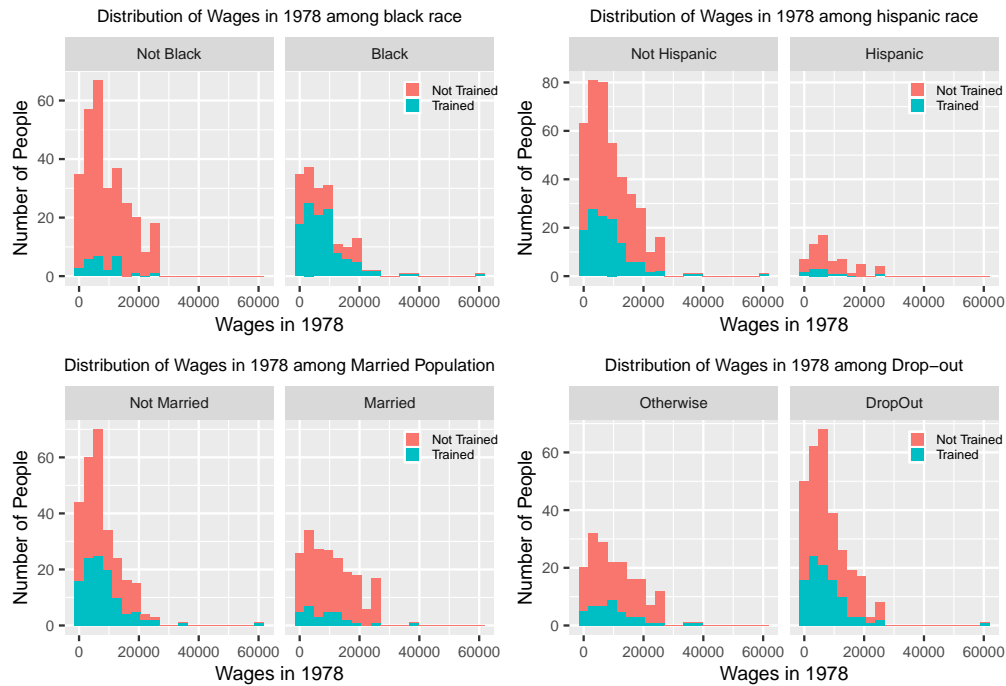 Distribution of Wages in 1978 among black race
Not Black
Black
Not Trained
Trained
Number of People
60
40
20
0
0 20000 40000 60000
0 20000 40000 60000
Wages in 1978
Distribution of Wages in 1978 among hispanic race
Not Hispanic
Hispanic
Not Trained
Trained
Number of People
80
60
40
20
0
0 20000 40000 60000
0 20000 40000 60000
Wages in 1978
Distribution of Wages in 1978 among Married Population
Not Married
Married
Not Trained
Trained
Number of People
60
40
20
0
0 20000 40000 60000
0 20000 40000 60000
Wages in 1978
Distribution of Wages in 1978 among Drop−out
Otherwise
DropOut
Not Trained
Trained
Number of People
60
40
20
0
0 20000 40000 60000
0 20000 40000 60000
Wages in 1978